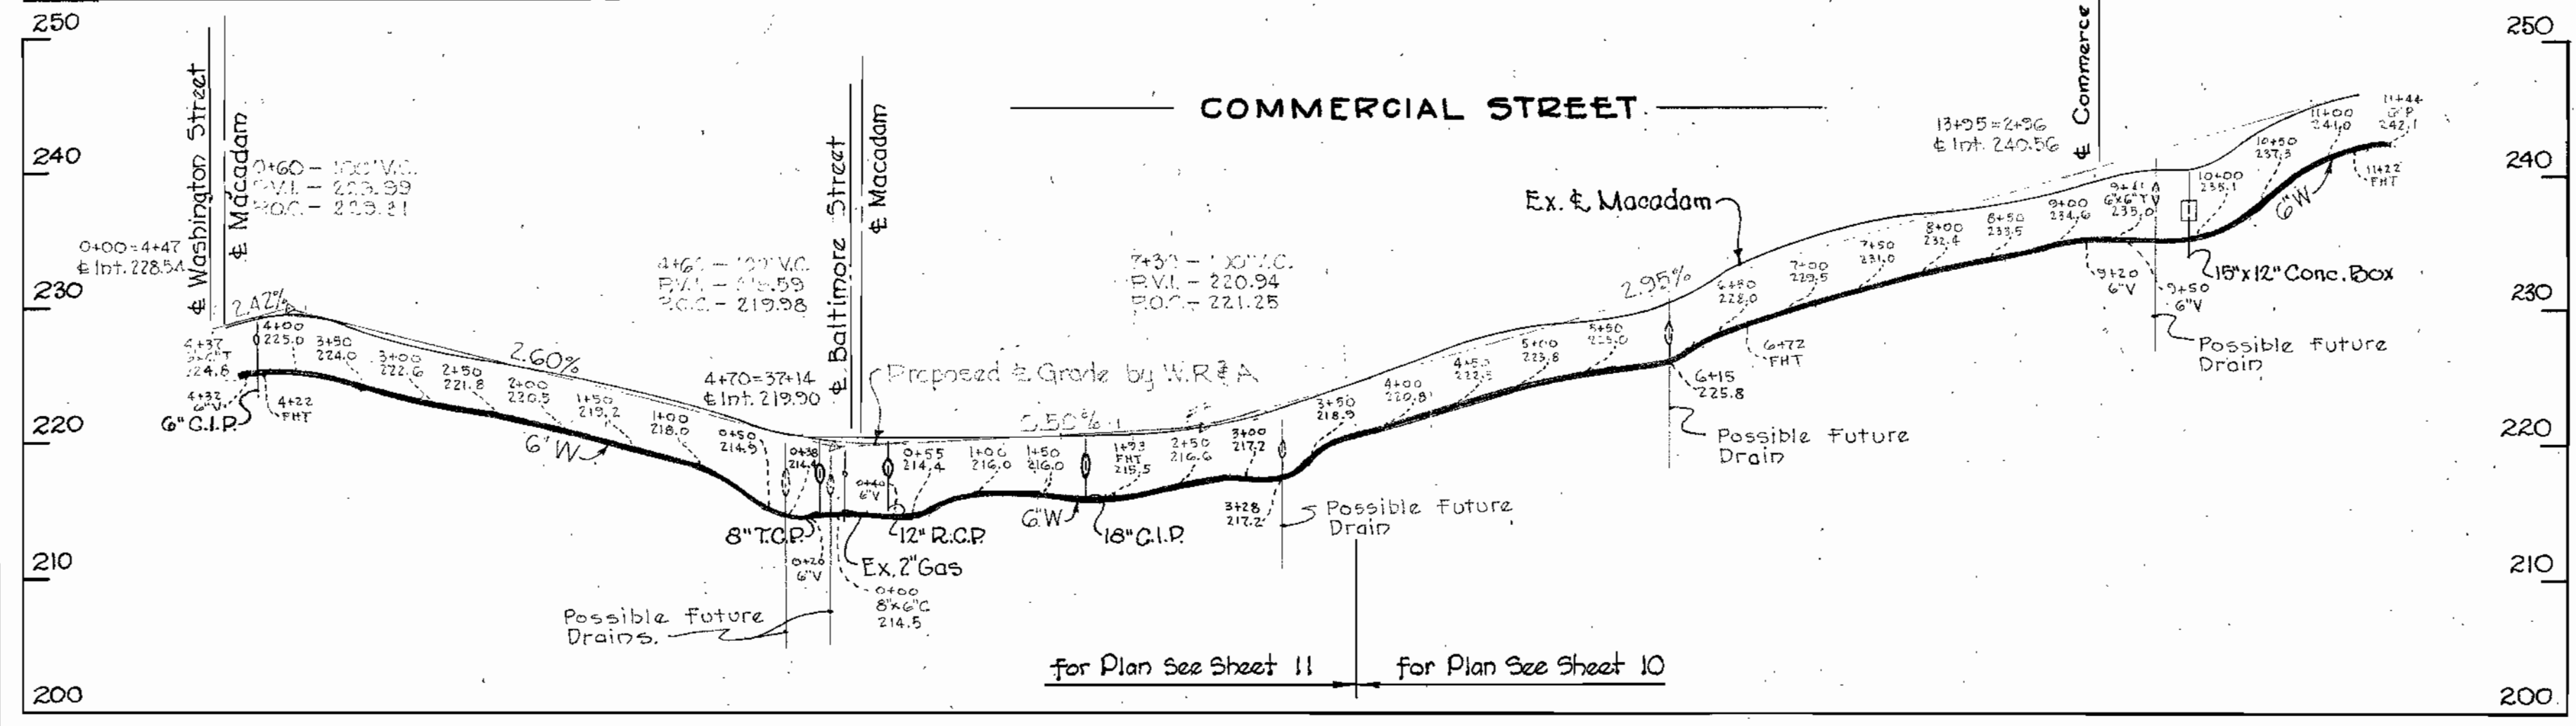 250
240
230
220
210
200
250
240
230
220
210
200
COMMERCIAL STREET
℄ Washington Street
℄ Macadam
0+60 - 100' V.C.
P.V.I. - 229.99
P.O.C. - 229.21
0+00=4+47
℄ Int. 228.54
2.42%
4+37
224.8
4+32
6"V
6" C.I.P.
4+22
FHT
4+00
225.0
3+50
224.0
3+00
222.6
2+50
221.8
2.60%
2+00
220.5
1+50
219.2
6"W
1+00
218.0
0+50
214.9
4+70=37+14
℄ Int. 219.90
P.V.I.
P.O.C. - 219.98
℄ Baltimore Street
℄ Macadam
Proposed ℄ Grade by W.R.& A.
0+38
214.4
8" T.C.P.
0+20
6"V
Ex. 2" Gas
0+00
8"x6"C
214.5
Possible Future
Drains.
0+40
6"V
12" R.C.P.
0+55
214.4
1+00
216.0
1+50
216.0
0.50%
6"W
18" C.I.P.
1+93
FHT
215.5
2+50
216.6
3+00
217.2
3+28
217.2
Possible Future
Drain
P.V.I. - 220.94
P.O.C. - 221.25
3+50
218.9
4+00
220.8
4+50
222.5
5+00
223.8
5+50
225.0
2.95%
6+15
225.8
Possible Future
Drain
Ex. ℄ Macadam
6+50
228.0
6+72
FHT
7+00
229.5
7+50
231.0
8+00
232.4
8+50
233.5
9+00
234.6
13+95=2+96
℄ Int. 240.56
℄ Commerce
9+41
6"x6"T
235.0
9+20
6"V
9+50
6"V
15"x12" Conc. Box
Possible Future
Drain
10+00
235.1
10+50
237.3
6"W
11+00
241.0
11+22
FHT
11+44
242.1
for Plan See Sheet 11
for Plan See Sheet 10